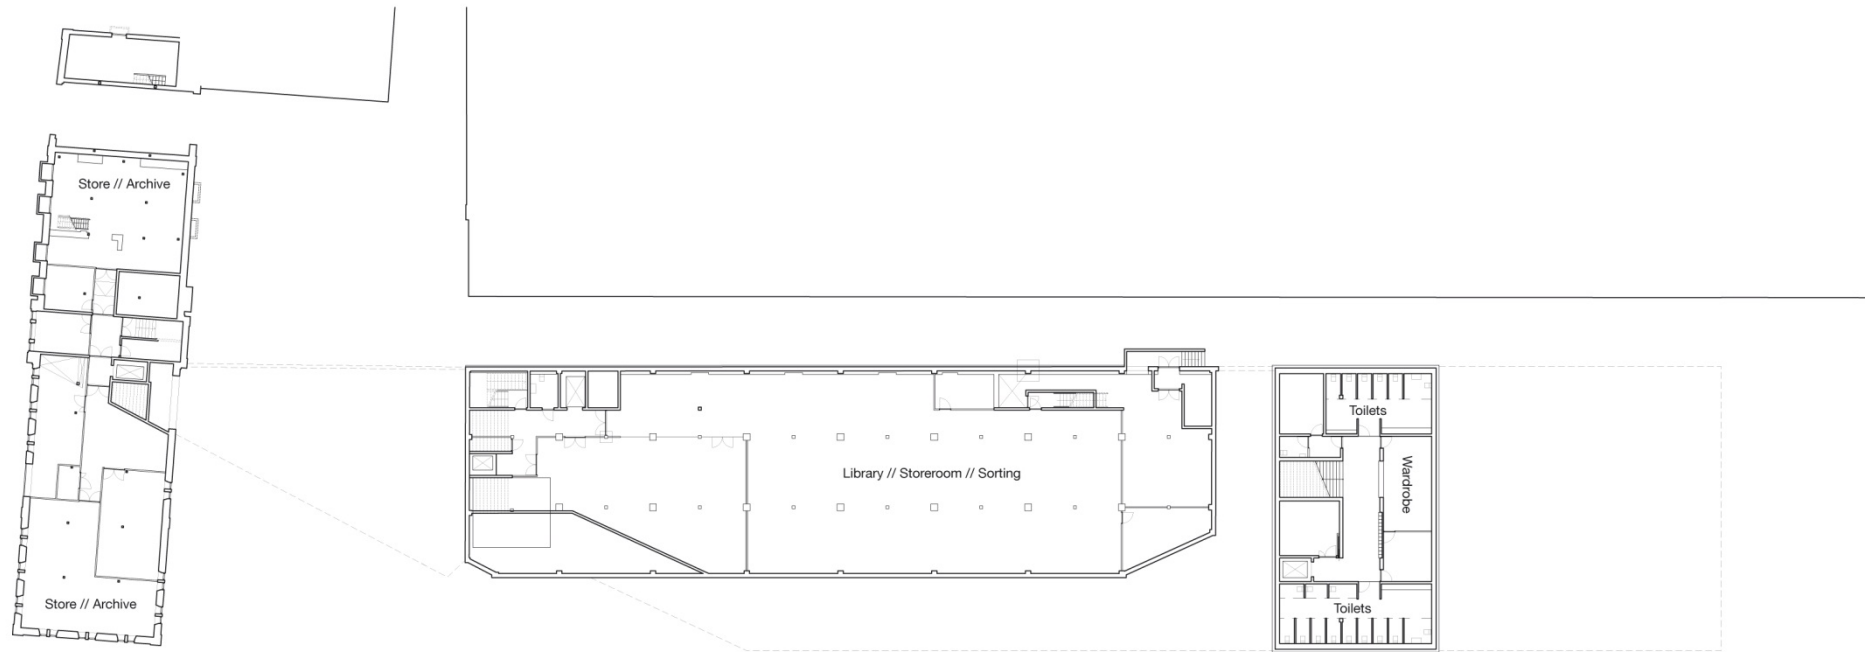 Store // Archive
Toilets
Library // Storeroom // Sorting
Wardrobe
Store // Archive
Toilets